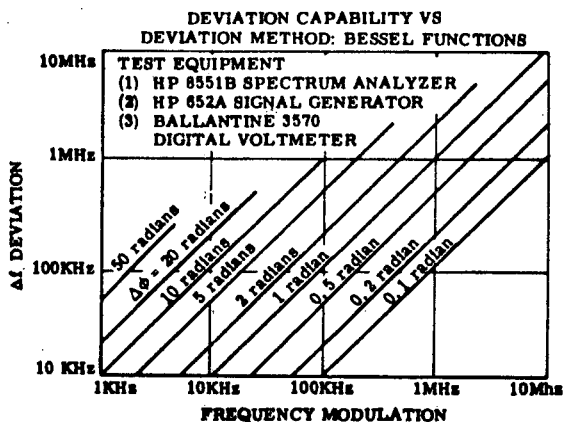 DEVIATION CAPABILITY VS
DEVIATION METHOD: BESSEL FUNCTIONS
10MHz
TEST EQUIPMENT
(1) HP 8551B SPECTRUM ANALYZER
(2) HP 652A SIGNAL GENERATOR
(3) BALLANTINE 3570
DIGITAL VOLTMETER
1MHz
Δf DEVIATION
50 radians
Δϕ = 20 radians
10 radians
5 radians
2 radians
1 radian
0,5 radian
0,2 radian
0,1 radian
100KHz
10 KHz
1KHz
10KHz
100KHz
1MHz
10Mhz
FREQUENCY MODULATION